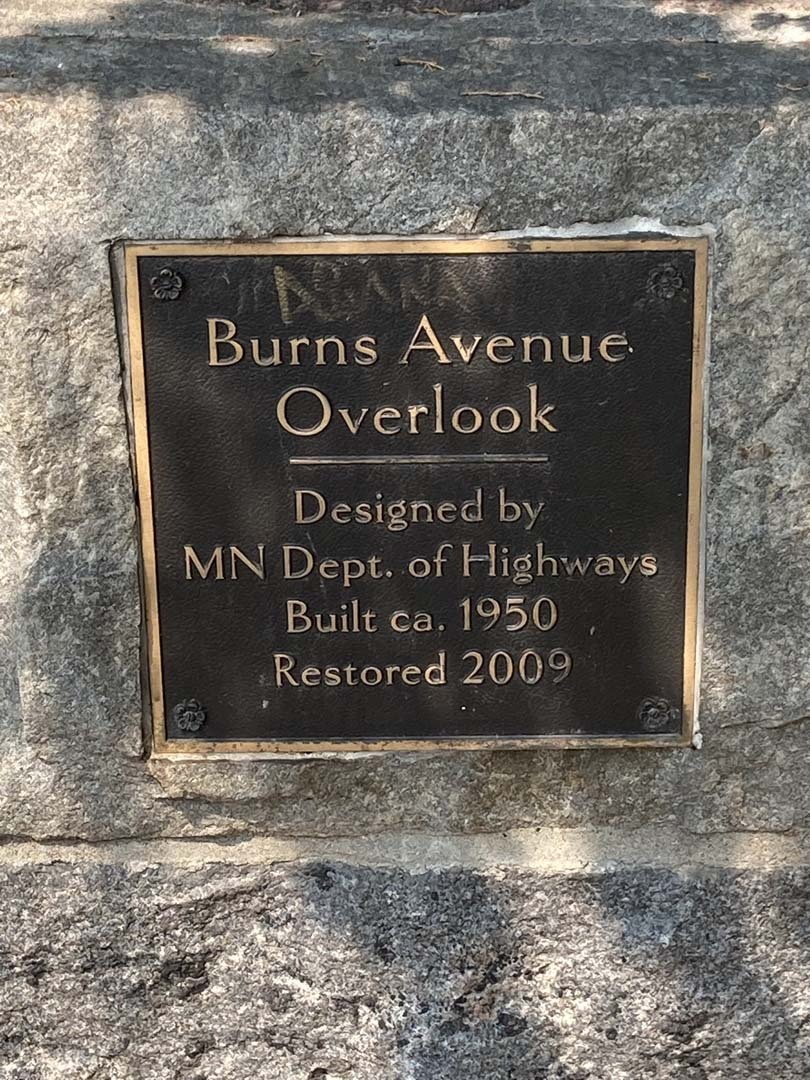 Burns Avenue
Overlook
Designed by
MN Dept. of Highways
Built ca. 1950
Restored 2009